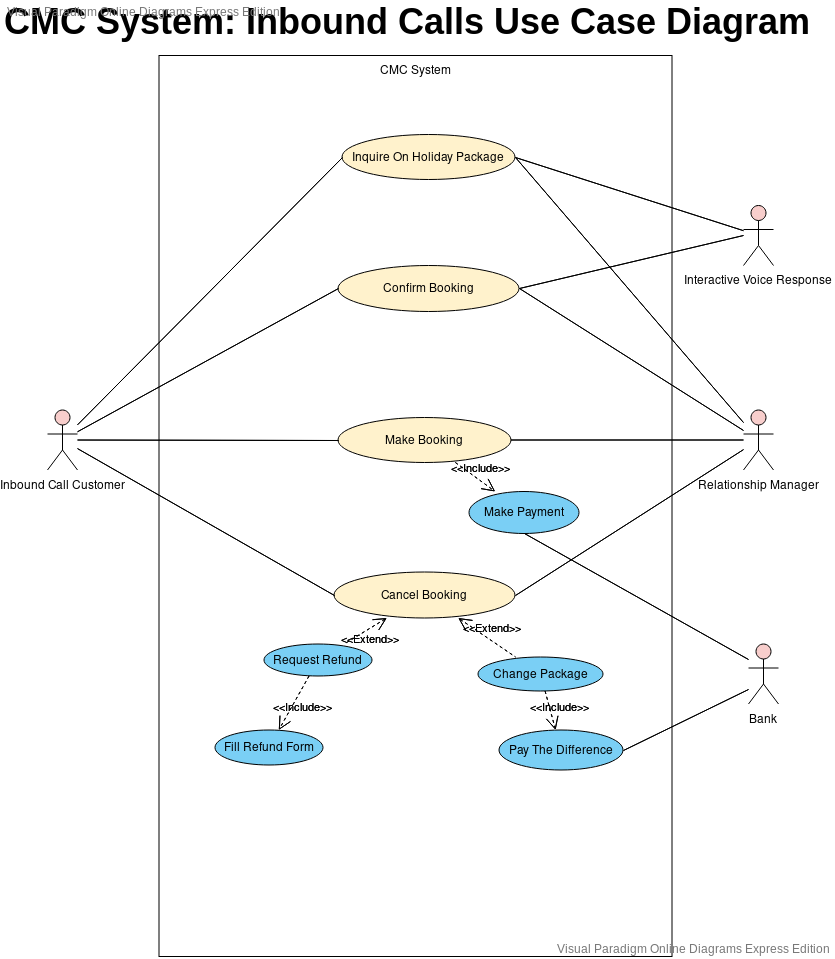 Visual Paradigm Online Diagrams Express Edition
CMC System: Inbound Calls Use Case Diagram
CMC System
Inquire On Holiday Package
Interactive Voice Response
Confirm Booking
Make Booking
<<Include>>
Inbound Call Customer
Relationship Manager
Make Payment
Cancel Booking
<<Extend>>
<<Extend>>
Request Refund
Change Package
<<Include>>
<<Include>>
Bank
Fill Refund Form
Pay The Difference
Visual Paradigm Online Diagrams Express Edition